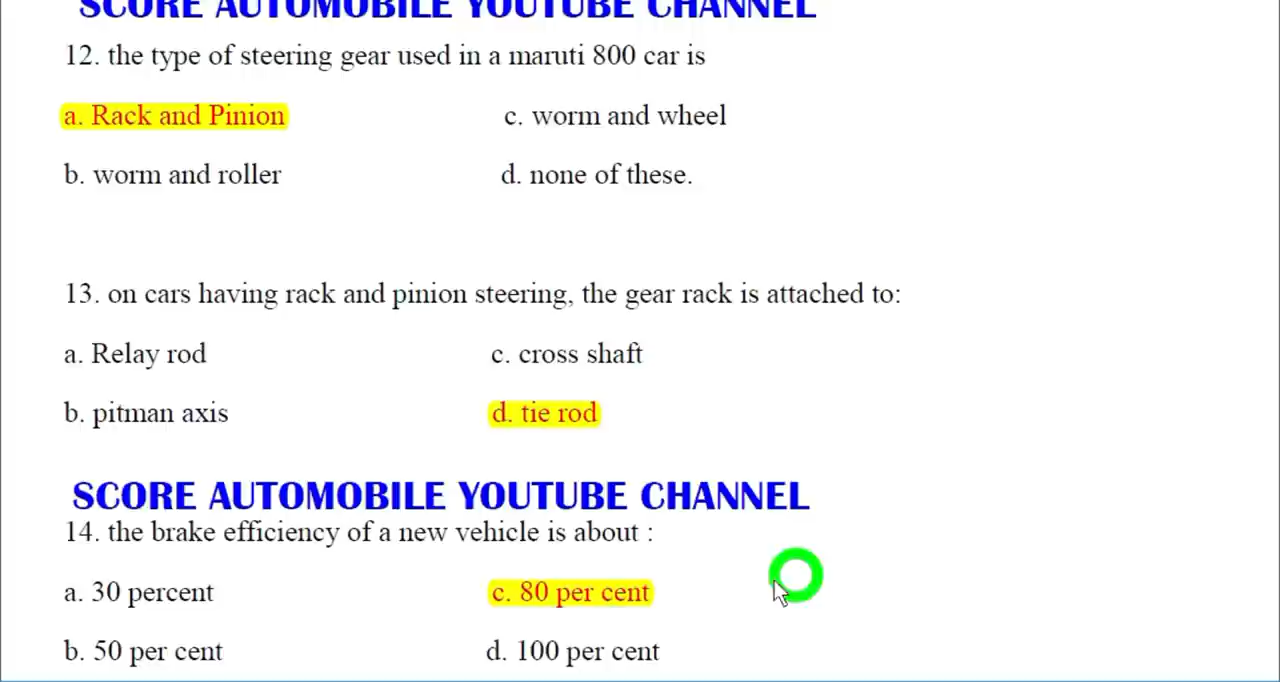 SCORE AUTOMOBILE YOUTUBE CHANNEL
12. the type of steering gear used in a maruti 800 car is
a. Rack and Pinion c. worm and wheel
b. worm and roller d. none of these.
13. on cars having rack and pinion steering, the gear rack is attached to:
a. Relay rod c. cross shaft
b. pitman axis d. tie rod
SCORE AUTOMOBILE YOUTUBE CHANNEL
14. the brake efficiency of a new vehicle is about :
a. 30 percent c. 80 per cent
b. 50 per cent d. 100 per cent